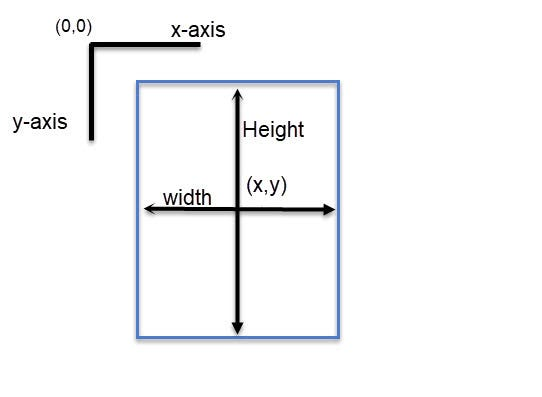 (0,0)
x-axis
y-axis
Height
(x,y)
width